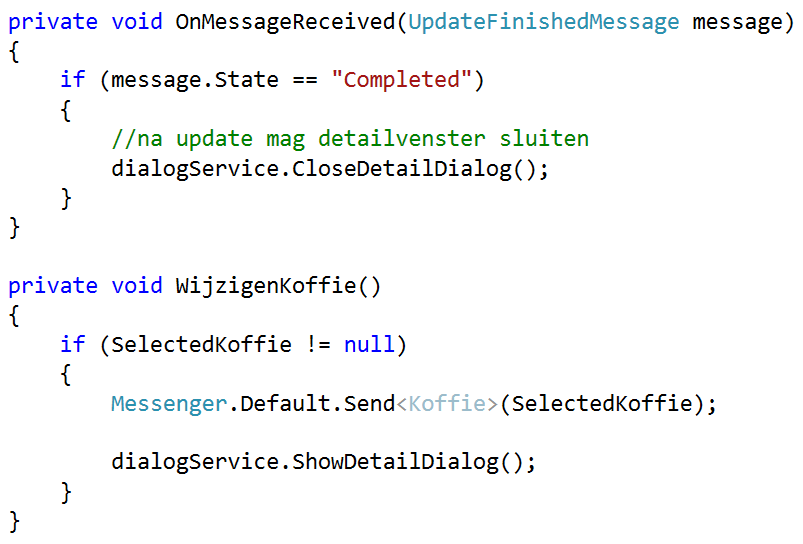 private void OnMessageReceived(UpdateFinishedMessage message)
{
    if (message.State == "Completed")
    {
        //na update mag detailvenster sluiten
        dialogService.CloseDetailDialog();
    }
}

private void WijzigenKoffie()
{
    if (SelectedKoffie != null)
    {
        Messenger.Default.Send<Koffie>(SelectedKoffie);

        dialogService.ShowDetailDialog();
    }
}